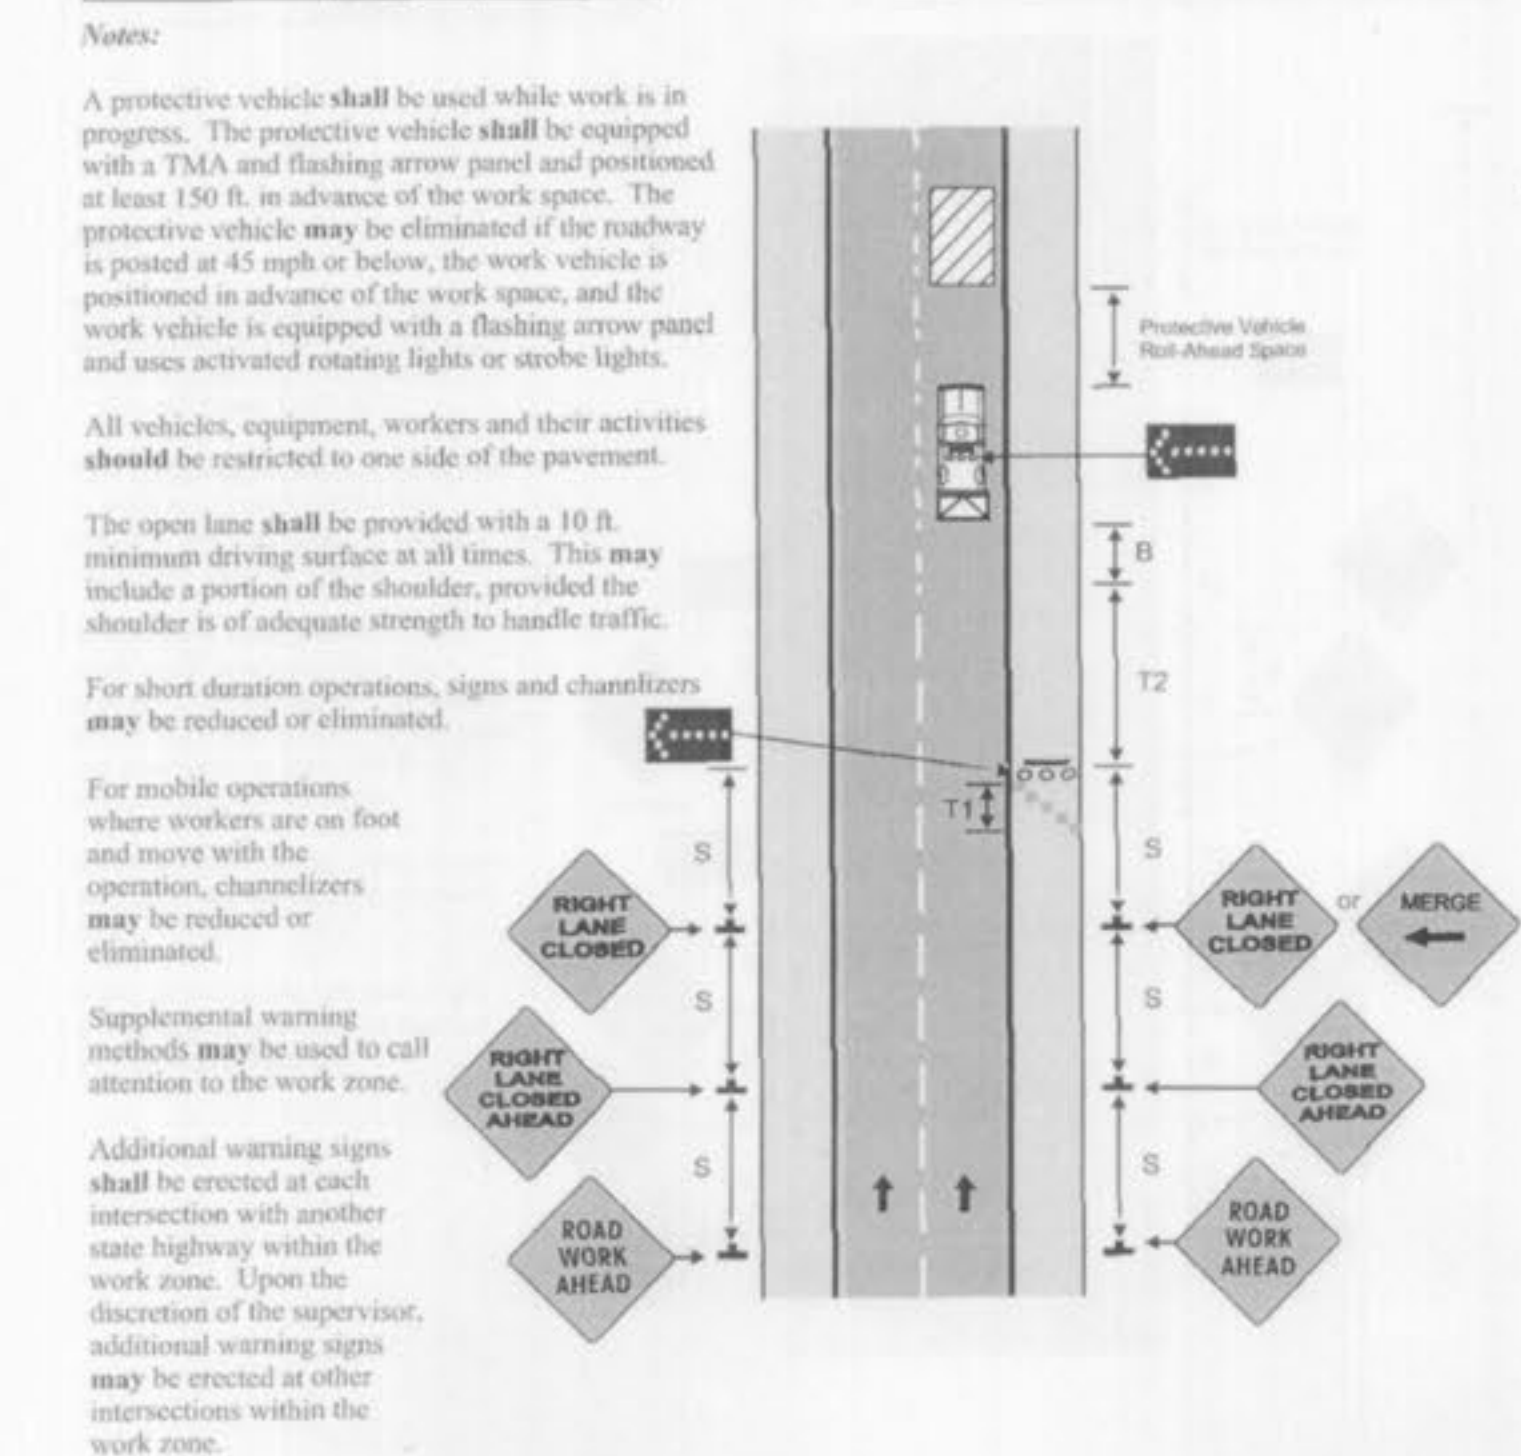 Notes:
A protective vehicle shall be used while work is in
progress. The protective vehicle shall be equipped
with a TMA and flashing arrow panel and positioned
at least 150 ft. in advance of the work space. The
protective vehicle may be eliminated if the roadway
is posted at 45 mph or below, the work vehicle is
positioned in advance of the work space, and the
work vehicle is equipped with a flashing arrow panel
and uses activated rotating lights or strobe lights.
All vehicles, equipment, workers and their activities
should be restricted to one side of the pavement.
The open lane shall be provided with a 10 ft.
minimum driving surface at all times. This may
include a portion of the shoulder, provided the
shoulder is of adequate strength to handle traffic.
For short duration operations, signs and channlizers
may be reduced or eliminated.
For mobile operations
where workers are on foot
and move with the
operation, channelizers
may be reduced or
eliminated.
Supplemental warning
methods may be used to call
attention to the work zone.
Additional warning signs
shall be erected at each
intersection with another
state highway within the
work zone. Upon the
discretion of the supervisor,
additional warning signs
may be erected at other
intersections within the
work zone.
Protective Vehicle
Roll-Ahead Space
B
T2
T1
S
S
S
RIGHT
LANE
CLOSED
RIGHT
LANE
CLOSED
AHEAD
ROAD
WORK
AHEAD
S
S
S
RIGHT
LANE
CLOSED
or
MERGE
RIGHT
LANE
CLOSED
AHEAD
ROAD
WORK
AHEAD